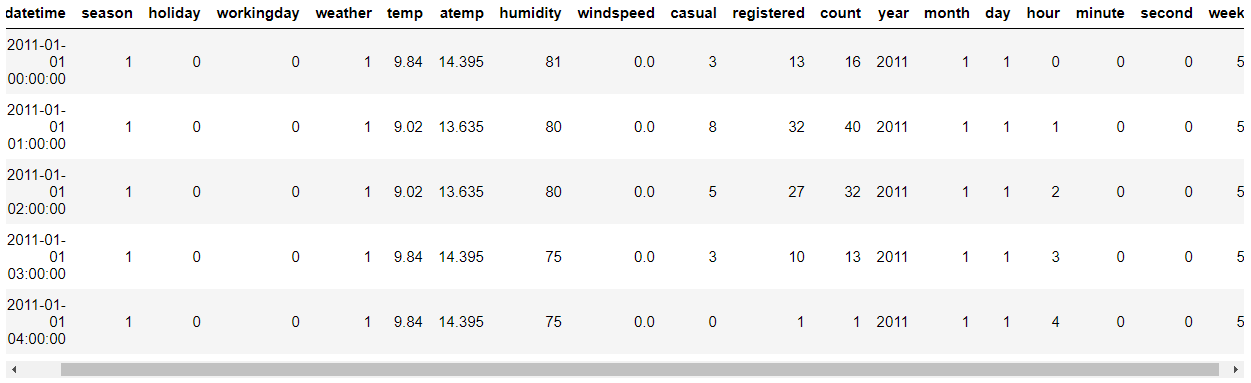 datetime season holiday workingday weather temp atemp humidity windspeed casual registered count year month day hour minute second week
2011-01-
01
00:00:00 1 0 0 1 9.84 14.395 81 0.0 3 13 16 2011 1 1 0 0 0 5
2011-01-
01
01:00:00 1 0 0 1 9.02 13.635 80 0.0 8 32 40 2011 1 1 1 0 0 5
2011-01-
01
02:00:00 1 0 0 1 9.02 13.635 80 0.0 5 27 32 2011 1 1 2 0 0 5
2011-01-
01
03:00:00 1 0 0 1 9.84 14.395 75 0.0 3 10 13 2011 1 1 3 0 0 5
2011-01-
01
04:00:00 1 0 0 1 9.84 14.395 75 0.0 0 1 1 2011 1 1 4 0 0 5